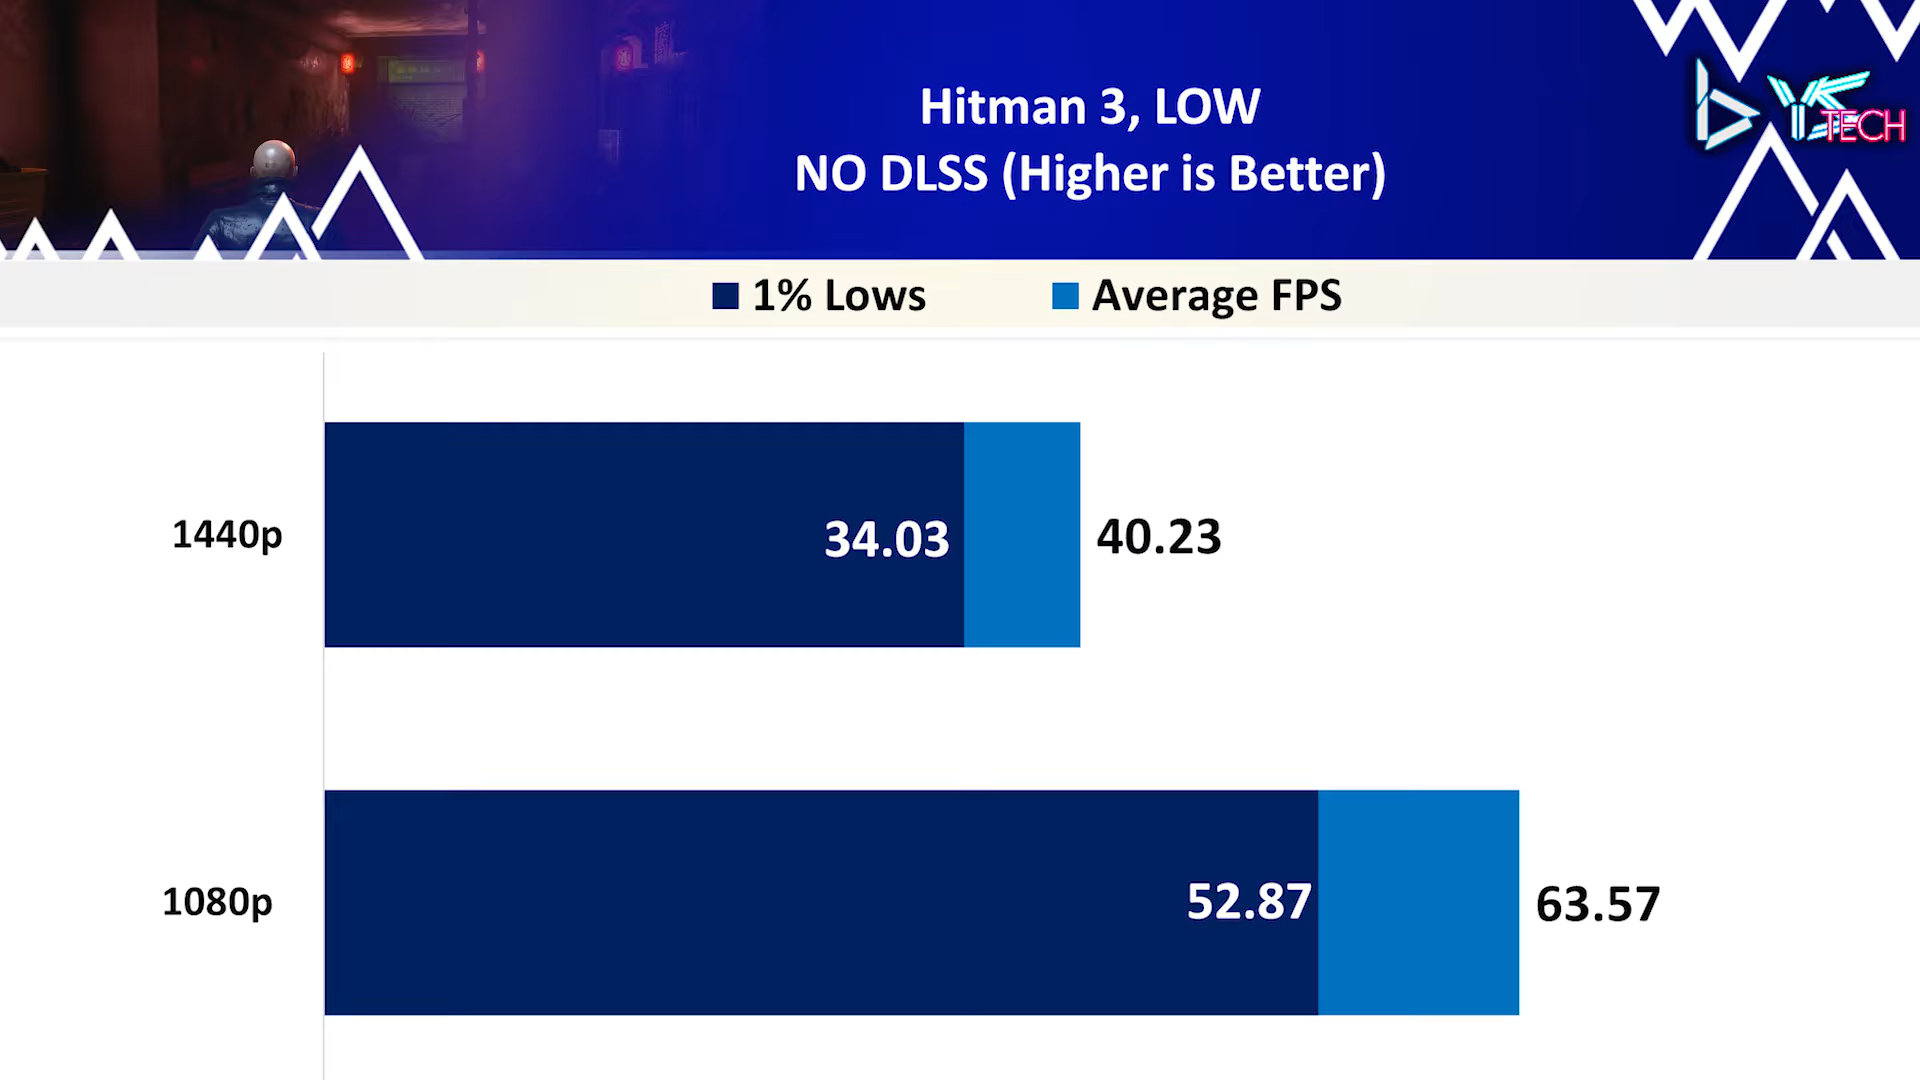 Hitman 3, LOW
NO DLSS (Higher is Better)
TECH
1% Lows
Average FPS
1440p
34.03
40.23
1080p
52.87
63.57